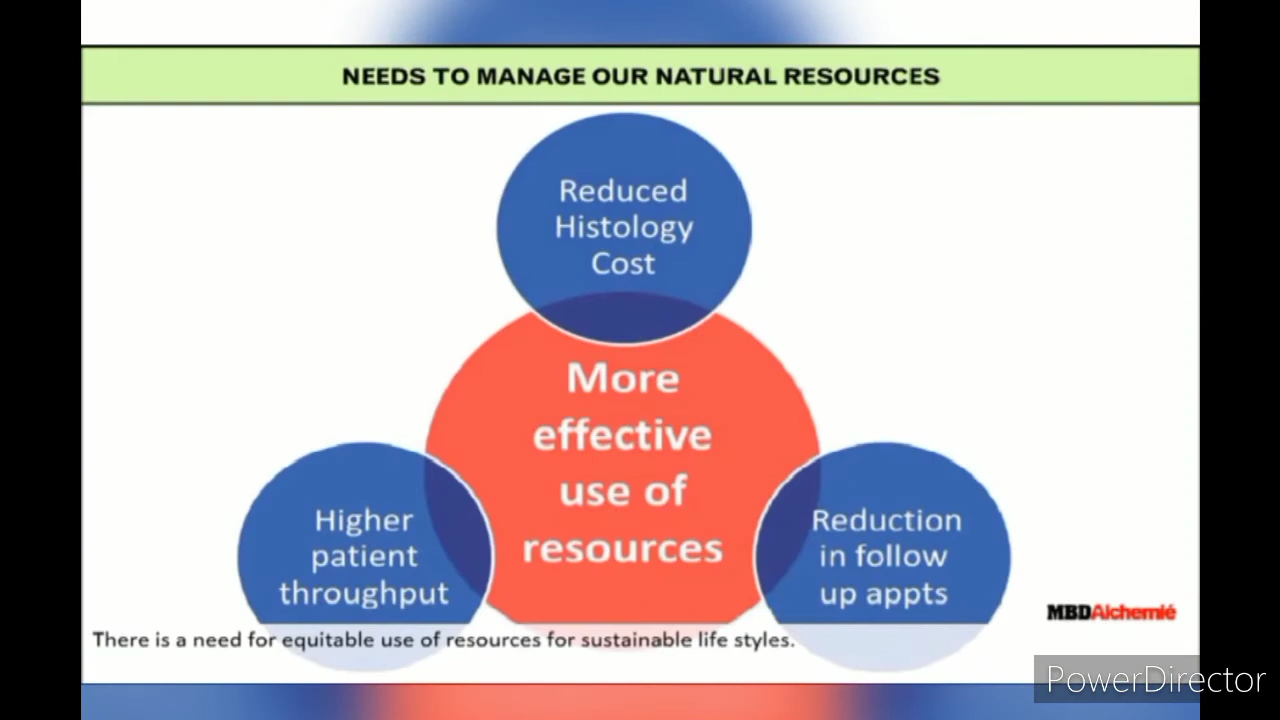 NEEDS TO MANAGE OUR NATURAL RESOURCES
Reduced
Histology
Cost
More
effective
use of
resources
Higher
patient
throughput
Reduction
in follow
up appts
MBDAlchemié
There is a need for equitable use of resources for sustainable life styles.
PowerDirector